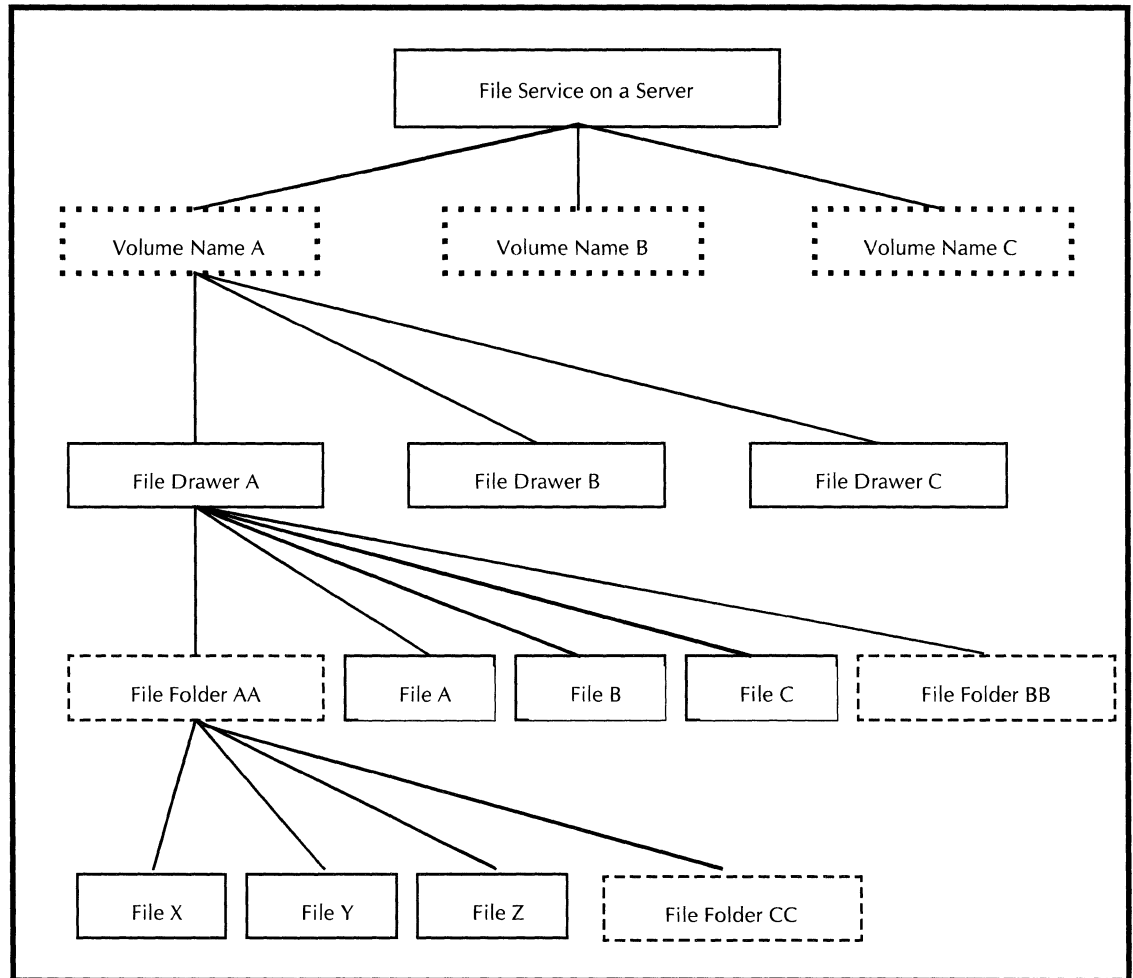 File Service on a Server
Volume Name A
Volume Name B
Volume Name C
File Drawer A
File Drawer B
File Drawer C
File Folder AA
File A
File B
File C
File Folder BB
File X
File Y
File Z
File Folder CC